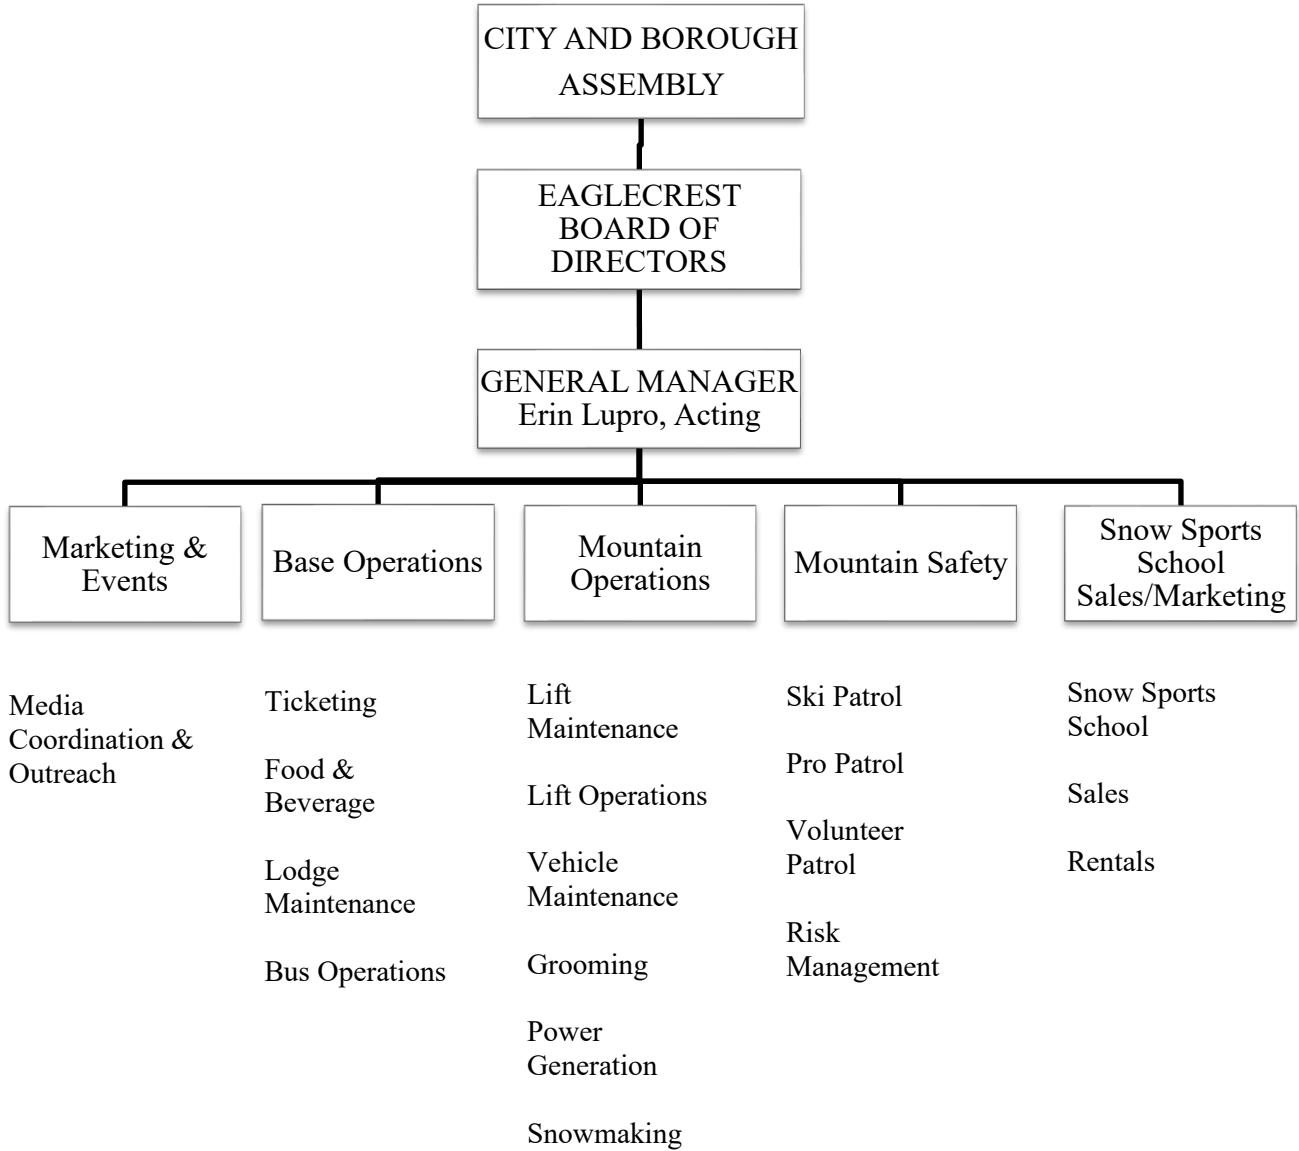 CITY AND BOROUGH
ASSEMBLY
EAGLECREST
BOARD OF
DIRECTORS
GENERAL MANAGER
Erin Lupro, Acting
Marketing &
Events
Base Operations
Mountain
Operations
Mountain Safety
Snow Sports
School
Sales/Marketing
Media
Coordination &
Outreach
Ticketing
Food &
Beverage
Lodge
Maintenance
Bus Operations
Lift
Maintenance
Lift Operations
Vehicle
Maintenance
Grooming
Power
Generation
Snowmaking
Ski Patrol
Pro Patrol
Volunteer
Patrol
Risk
Management
Snow Sports
School
Sales
Rentals